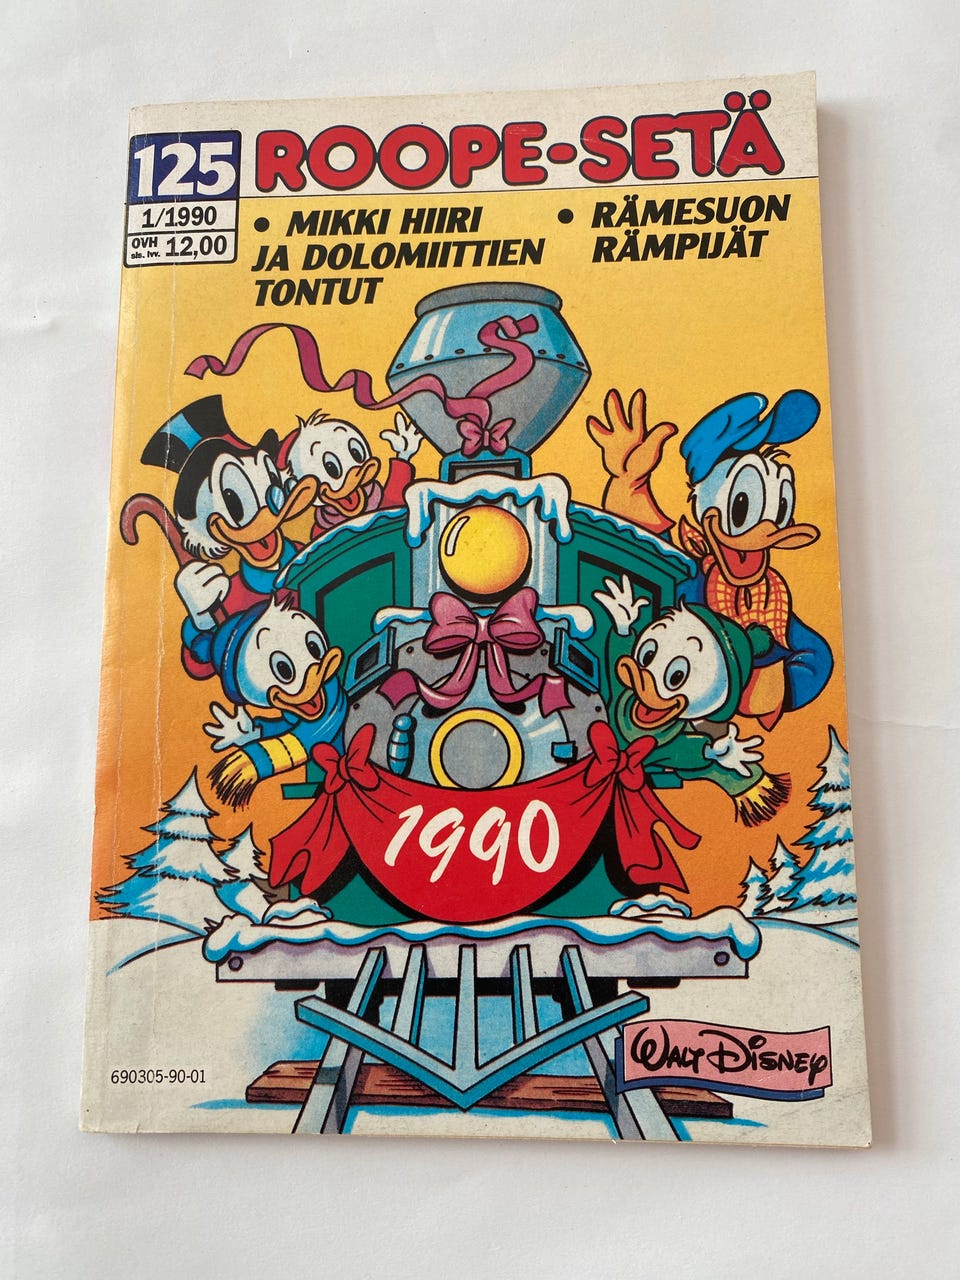 125
ROOPE-SETÄ
1/1990
OVH
sis. lvv. 12,00
• MIKKI HIIRI
JA DOLOMIITTIEN
TONTUT
• RÄMESUON
RÄMPIJÄT
1990
WALT DISNEY
690305-90-01